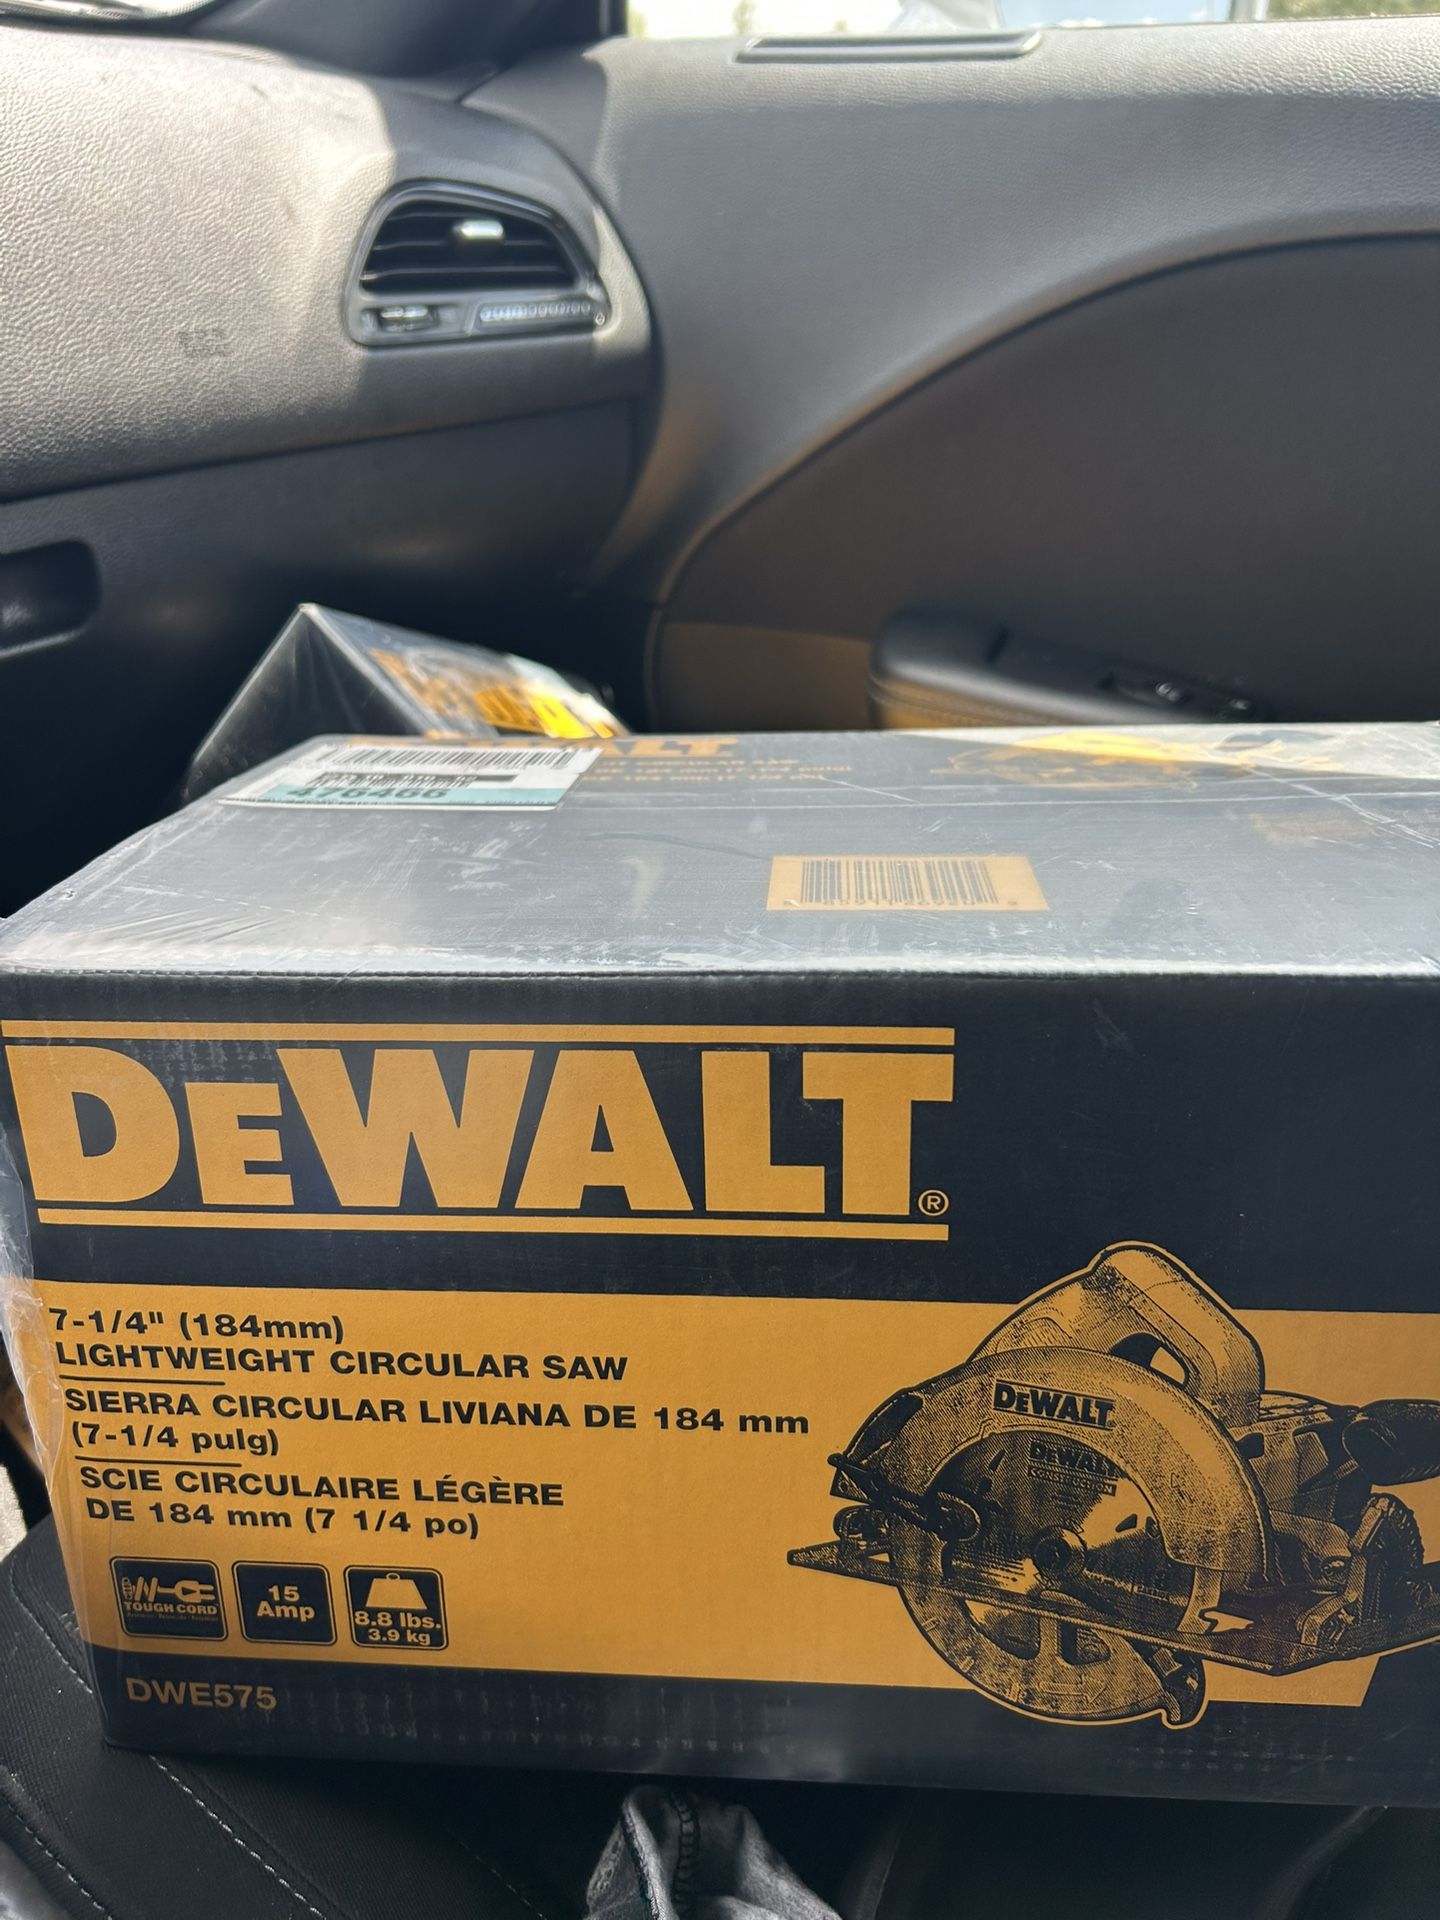 476466
DEWALT®
7-1/4" (184mm)
LIGHTWEIGHT CIRCULAR SAW
SIERRA CIRCULAR LIVIANA DE 184 mm
(7-1/4 pulg)
SCIE CIRCULAIRE LÉGÈRE
DE 184 mm (7 1/4 po)
DEWALT
DEWALT
CONSTRUCTION
TOUGH CORD
15
Amp
8.8 lbs.
3.9 kg
DWE575